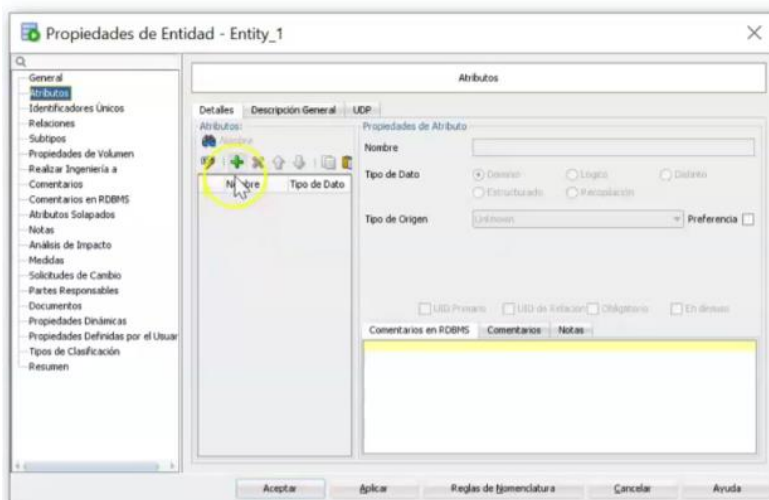 Propiedades de Entidad - Entity_1
General
Atributos
Identificadores Únicos
Relaciones
Subtipos
Propiedades de Volumen
Realizar Ingeniería a
Comentarios
Comentarios en RDBMS
Atributos Solapados
Notas
Análisis de Impacto
Medidas
Solicitudes de Cambio
Partes Responsables
Documentos
Propiedades Dinámicas
Propiedades Definidas por el Usuar
Tipos de Clasificación
Resumen
Atributos
Detalles Descripción General UDP
Atributos:
Nombre
Nombre Tipo de Dato
Propiedades de Atributo
Nombre
Tipo de Dato Dominio Lógico Distinto
Estructurado Recopilación
Tipo de Origen Unknown Preferencia
UID Primario UID de Relación Obligatorio En desuso
Comentarios en RDBMS Comentarios Notas
Aceptar Aplicar Reglas de Nomenclatura Cancelar Ayuda